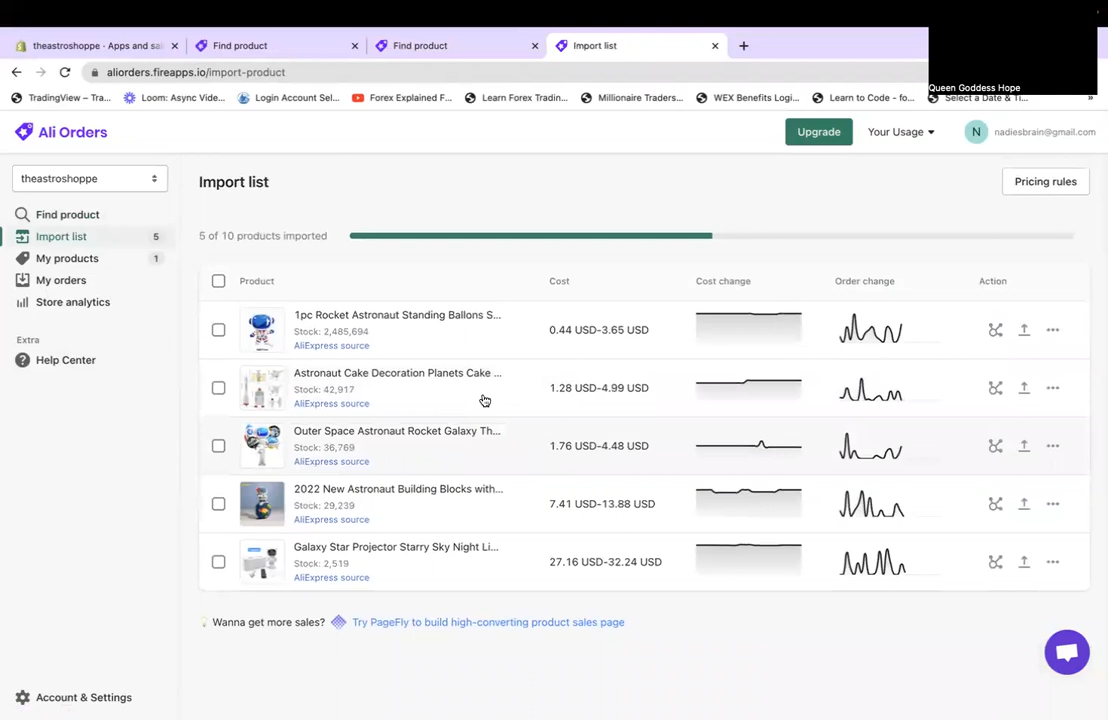 theastroshoppe · Apps and sal
Find product
Find product
Import list
aliorders.fireapps.io/import-product
Queen Goddess Hope
TradingView – Tra...
Loom: Async Vide...
Login Account Sel...
Forex Explained F...
Learn Forex Tradin...
Millionaire Traders...
WEX Benefits Logi...
Learn to Code - fo...
Select a Date & Ti...
»
Ali Orders
Upgrade
Your Usage
N
nadiesbrain@gmail.com
theastroshoppe
Find product
Import list 5
My products 1
My orders
Store analytics
Extra
Help Center
Account & Settings
Import list
Pricing rules
5 of 10 products imported
Product Cost Cost change Order change Action
1pc Rocket Astronaut Standing Ballons S...
Stock: 2,485,694
AliExpress source
0.44 USD-3.65 USD
Astronaut Cake Decoration Planets Cake ...
Stock: 42,917
AliExpress source
1.28 USD-4.99 USD
Outer Space Astronaut Rocket Galaxy Th...
Stock: 36,769
AliExpress source
1.76 USD-4.48 USD
2022 New Astronaut Building Blocks with...
Stock: 29,239
AliExpress source
7.41 USD-13.88 USD
Galaxy Star Projector Starry Sky Night Li...
Stock: 2,519
AliExpress source
27.16 USD-32.24 USD
Wanna get more sales? Try PageFly to build high-converting product sales page